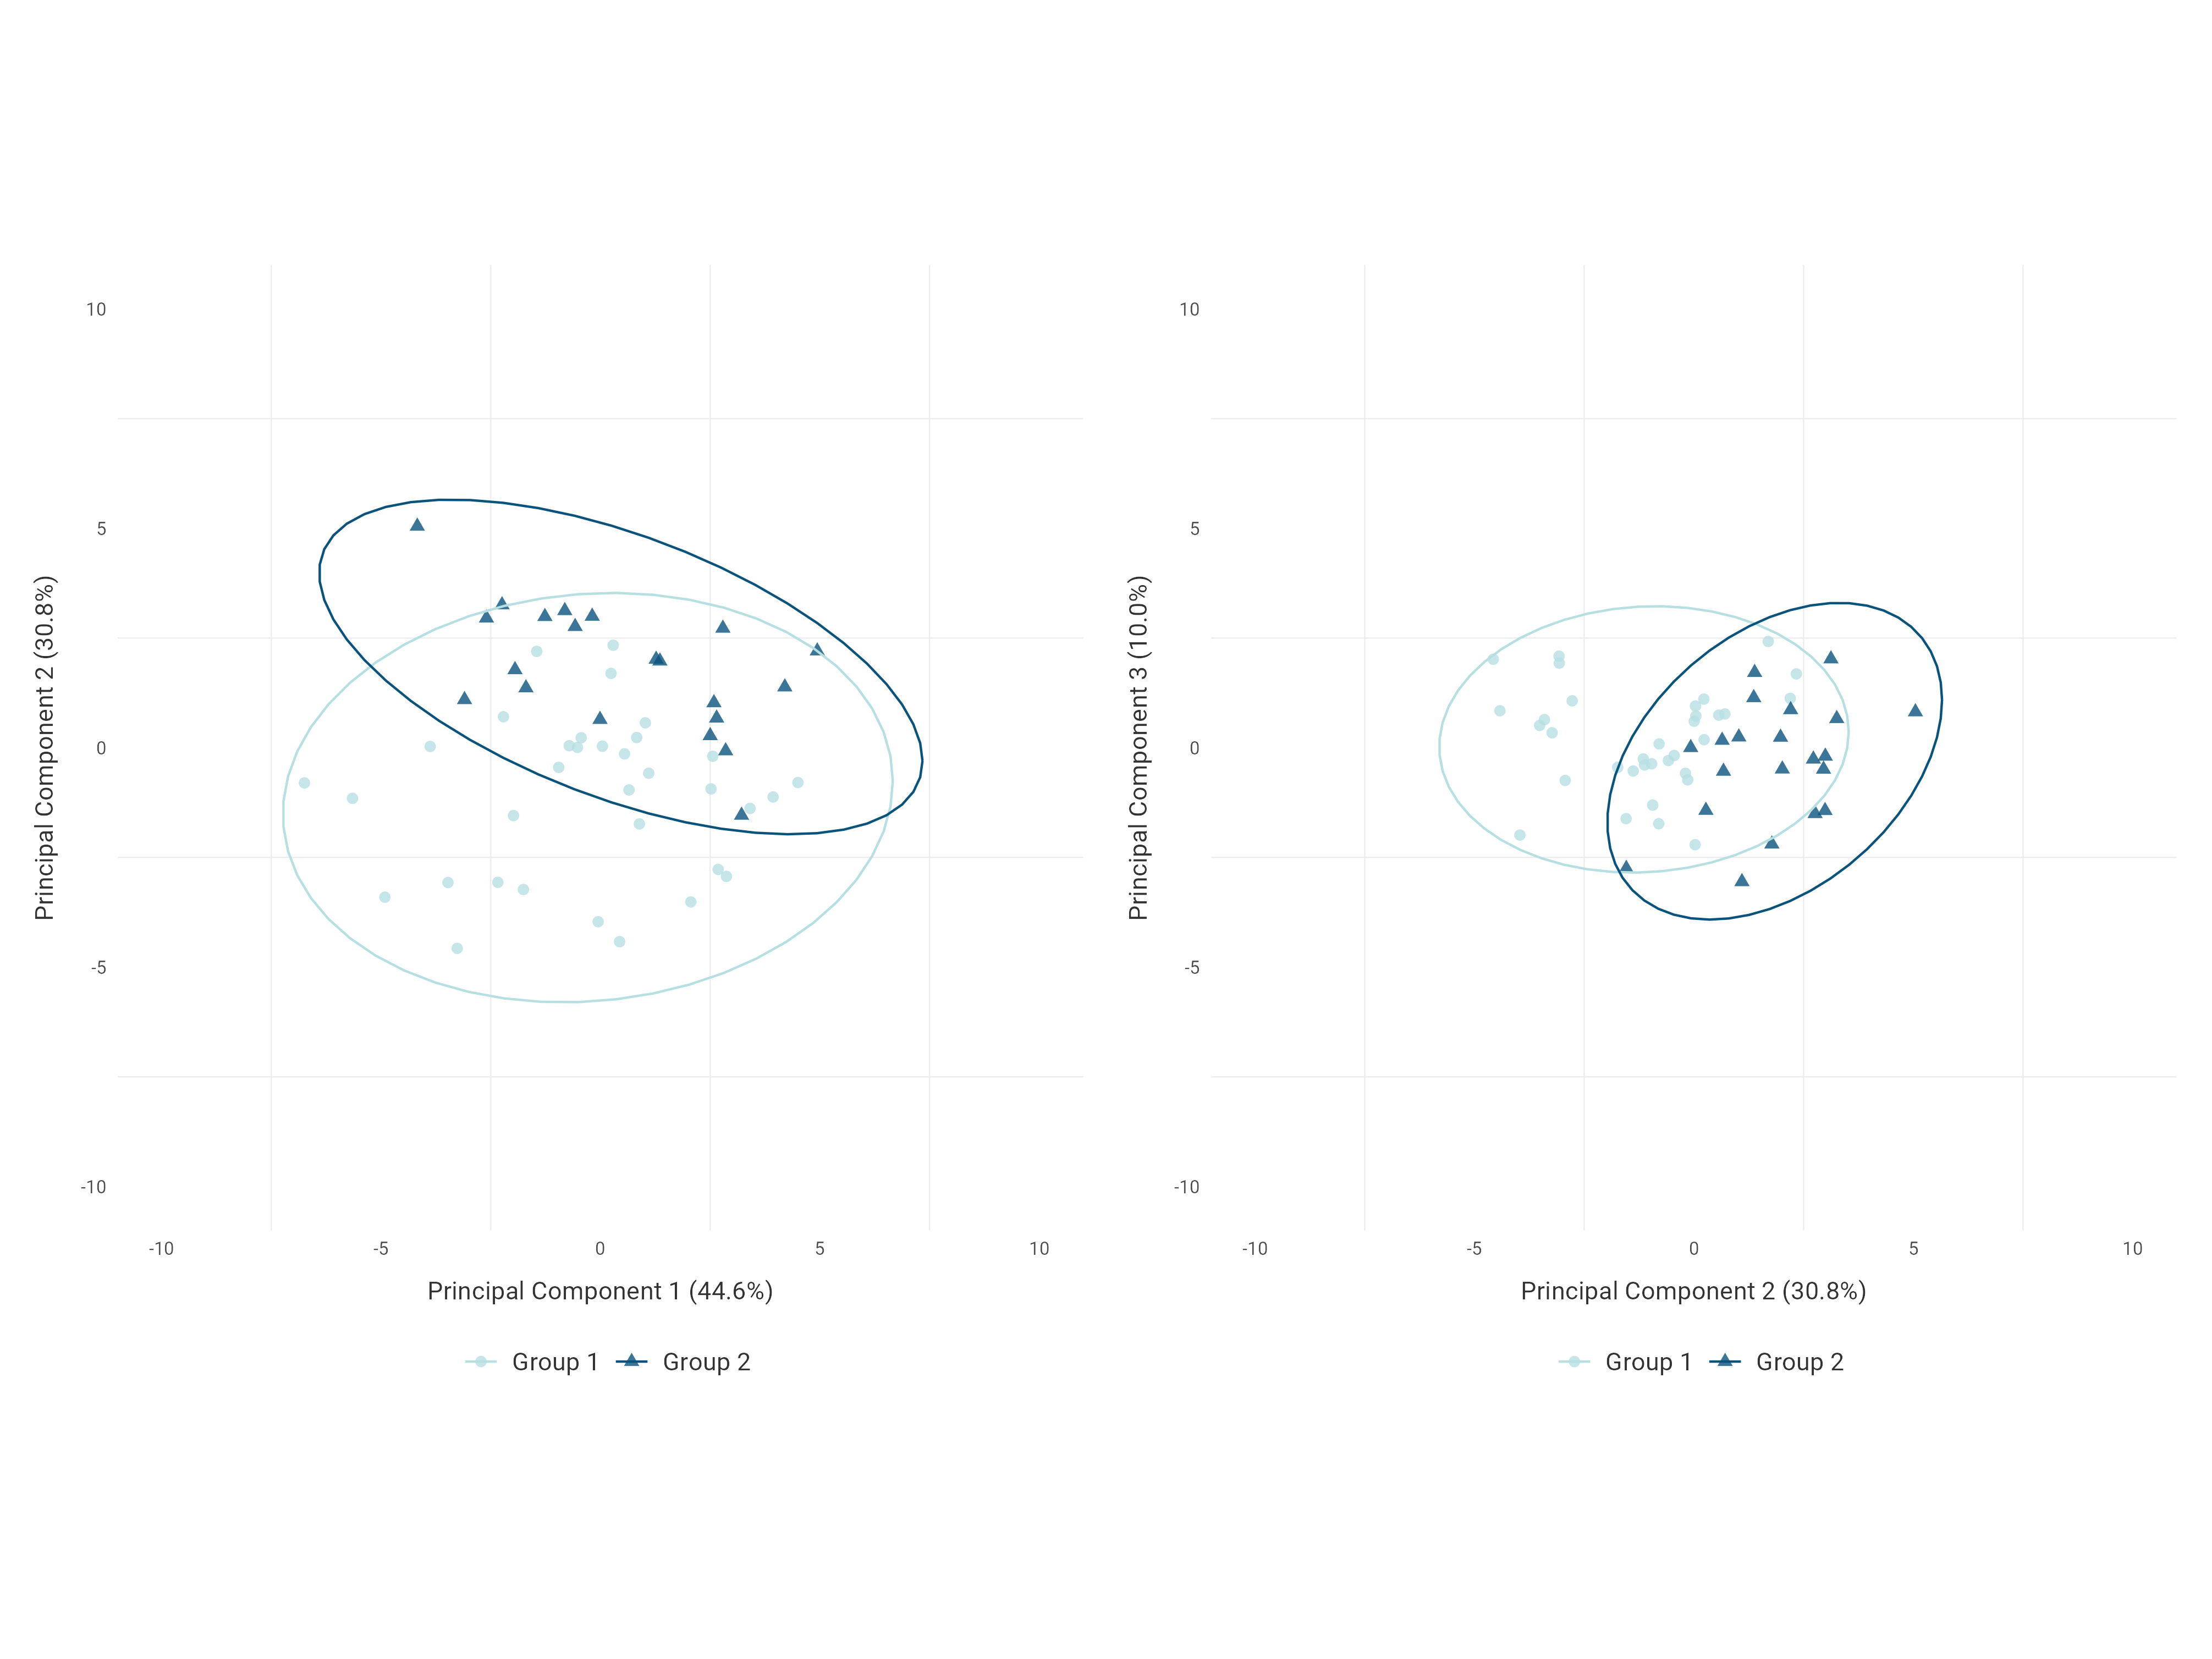 10
5
0
-5
-10
Principal Component 2 (30.8%)
-10 -5 0 5 10
Principal Component 1 (44.6%)
Group 1 Group 2
10
5
0
-5
-10
Principal Component 3 (10.0%)
-10 -5 0 5 10
Principal Component 2 (30.8%)
Group 1 Group 2